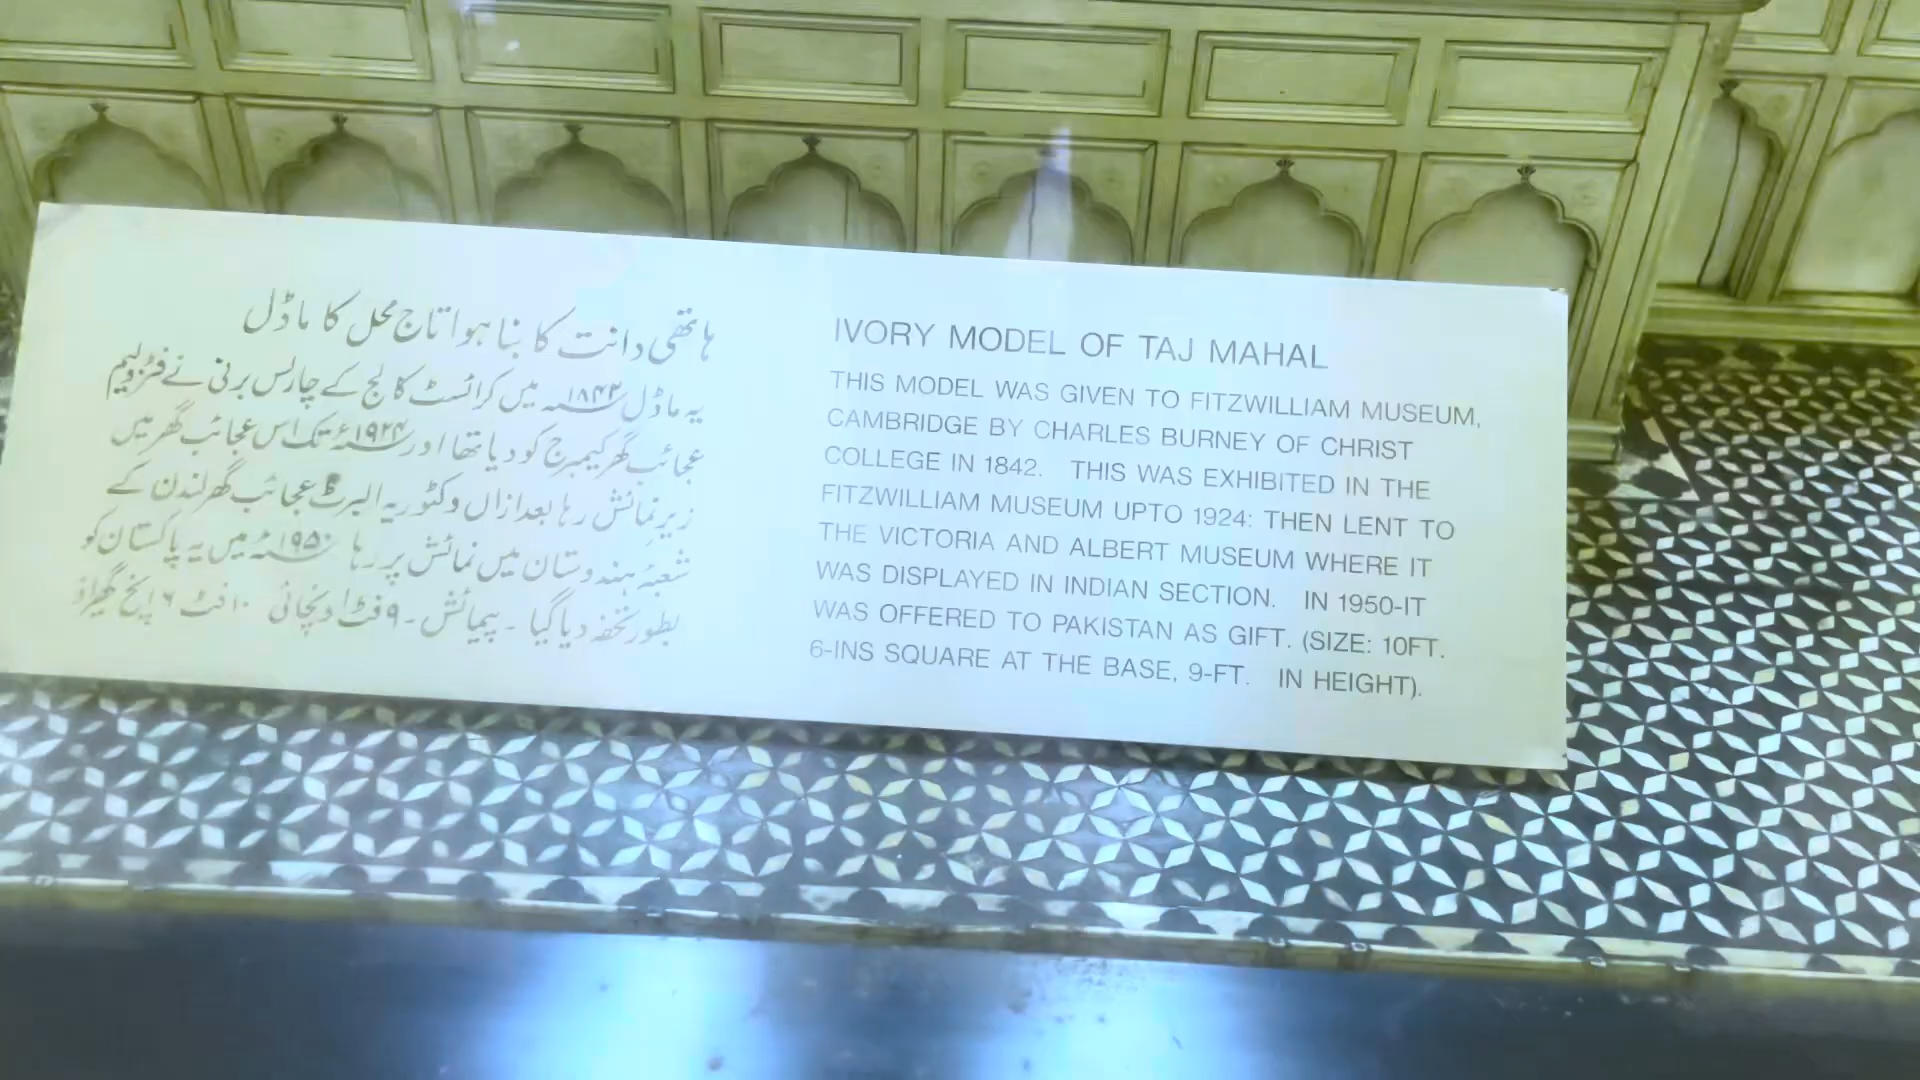 ہاتھی دانت کا بنا ہوا تاج محل کا ماڈل
یہ ماڈل ۱۸۴۲ء میں کرائسٹ کالج کے چارلس برنی نے فٹزولیم
عجائب گھر کیمبرج کو دیا تھا اور ۱۹۲۴ء تک اس عجائب گھر میں
زیرِ نمائش رہا بعد ازاں وکٹوریہ البرٹ عجائب گھر لندن کے
شعبۂ ہندوستان میں نمائش پر رہا ۱۹۵۰ء میں یہ پاکستان کو
بطور تحفہ دیا گیا - پیمائش - ۹ فٹ اونچائی ۱۰ فٹ ۶ اِنچ گھیراؤ
IVORY MODEL OF TAJ MAHAL
THIS MODEL WAS GIVEN TO FITZWILLIAM MUSEUM,
CAMBRIDGE BY CHARLES BURNEY OF CHRIST
COLLEGE IN 1842. THIS WAS EXHIBITED IN THE
FITZWILLIAM MUSEUM UPTO 1924: THEN LENT TO
THE VICTORIA AND ALBERT MUSEUM WHERE IT
WAS DISPLAYED IN INDIAN SECTION. IN 1950-IT
WAS OFFERED TO PAKISTAN AS GIFT. (SIZE: 10FT.
6-INS SQUARE AT THE BASE, 9-FT. IN HEIGHT).